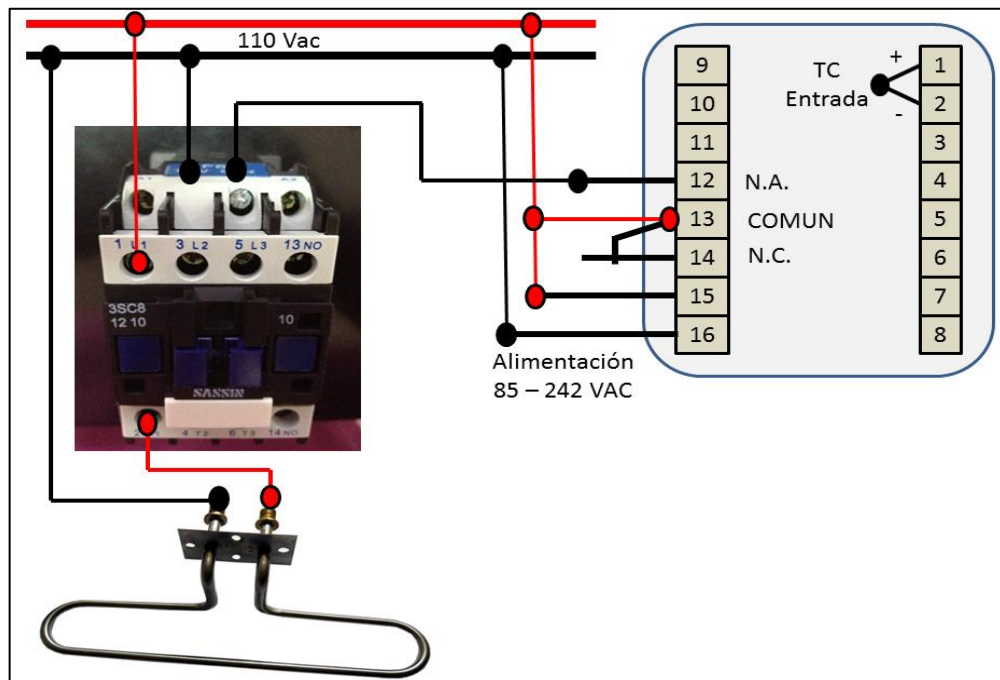 110 Vac
A1
A2
1 L1
3 L2
5 L3
13 NO
3SC8
12 10
10
SASSIN
4 T2
6 T3
14 NO
9
10
11
12
13
14
15
16
TC
Entrada
+
-
N.A.
COMUN
N.C.
1
2
3
4
5
6
7
8
Alimentación
85 – 242 VAC